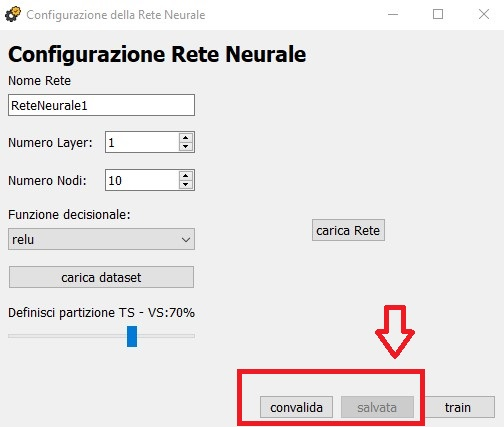 Configurazione della Rete Neurale
Configurazione Rete Neurale
Nome Rete
ReteNeurale1
Numero Layer: 1
Numero Nodi: 10
Funzione decisionale:
relu
carica Rete
carica dataset
Definisci partizione TS - VS:70%
convalida salvata train